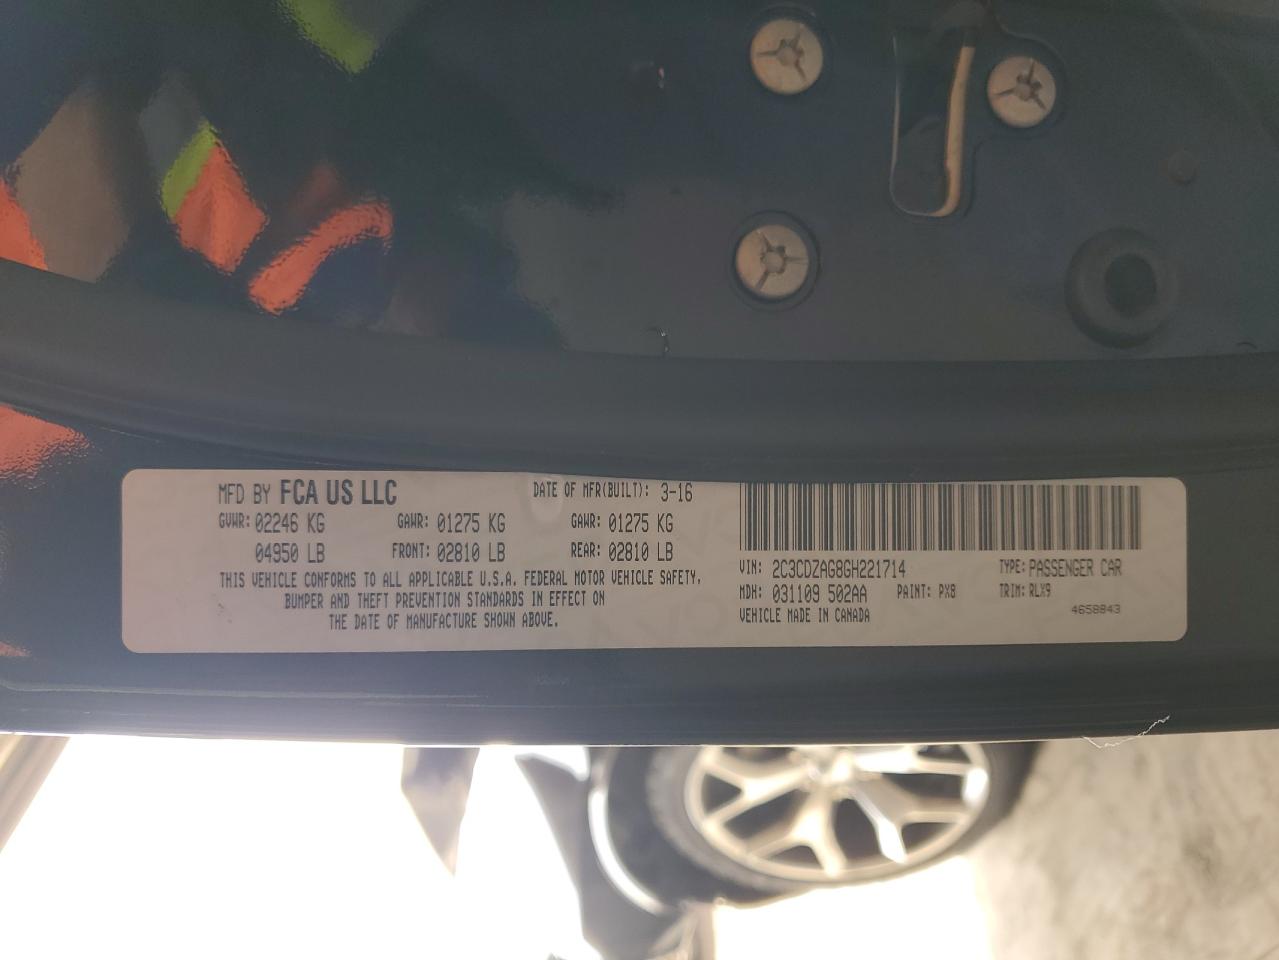 MFD BY FCA US LLC DATE OF MFR(BUILT): 3-16
GVWR: 02246 KG GAWR: 01275 KG GAWR: 01275 KG
04950 LB FRONT: 02810 LB REAR: 02810 LB
THIS VEHICLE CONFORMS TO ALL APPLICABLE U.S.A. FEDERAL MOTOR VEHICLE SAFETY,
BUMPER AND THEFT PREVENTION STANDARDS IN EFFECT ON
THE DATE OF MANUFACTURE SHOWN ABOVE.
VIN: 2C3CDZAG8GH221714 TYPE: PASSENGER CAR
MDH: 031109 502AA PAINT: PX8 TRIM: RLX9
VEHICLE MADE IN CANADA
4658843